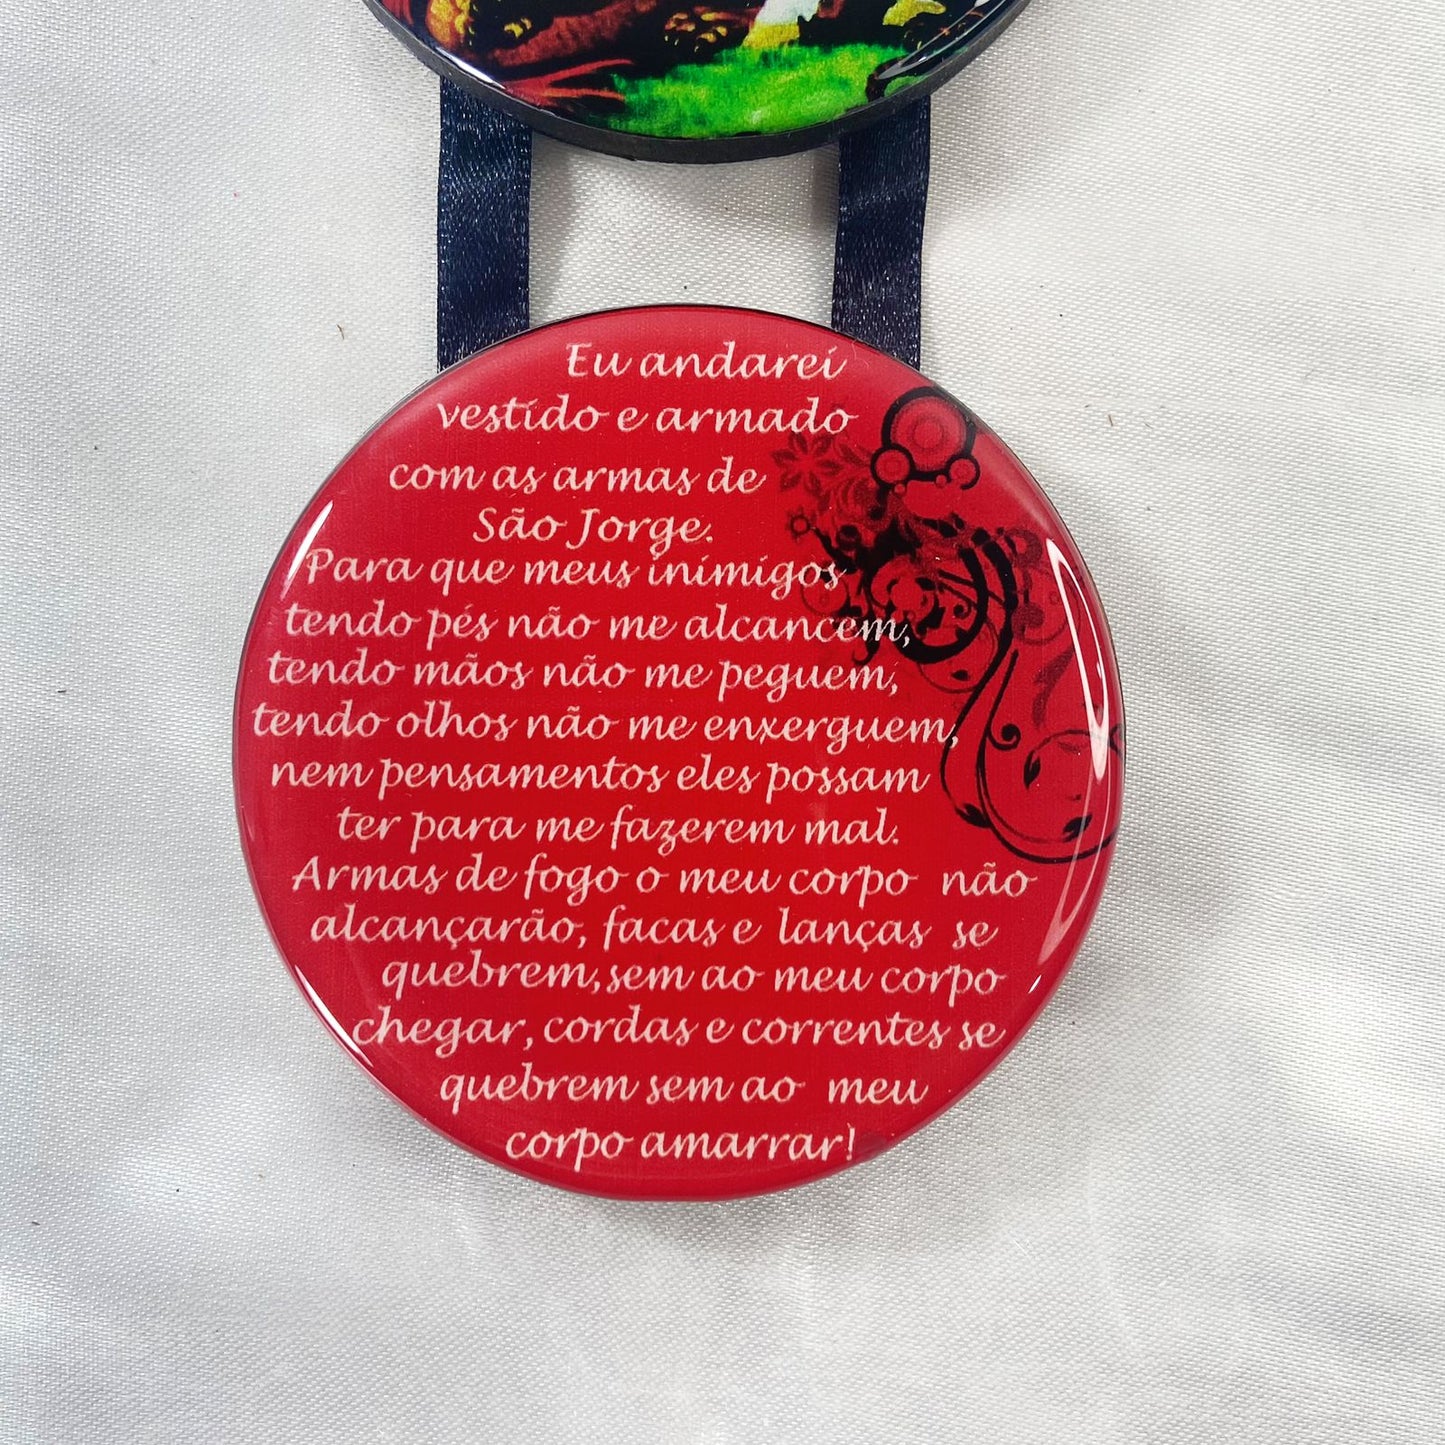 Eu andarei
vestido e armado
com as armas de
São Jorge.
Para que meus inimigos
tendo pés não me alcancem,
tendo mãos não me peguem,
tendo olhos não me enxerguem,
nem pensamentos eles possam
ter para me fazerem mal.
Armas de fogo o meu corpo não
alcançarão, facas e lanças se
quebrem,sem ao meu corpo
chegar, cordas e correntes se
quebrem sem ao meu
corpo amarrar!